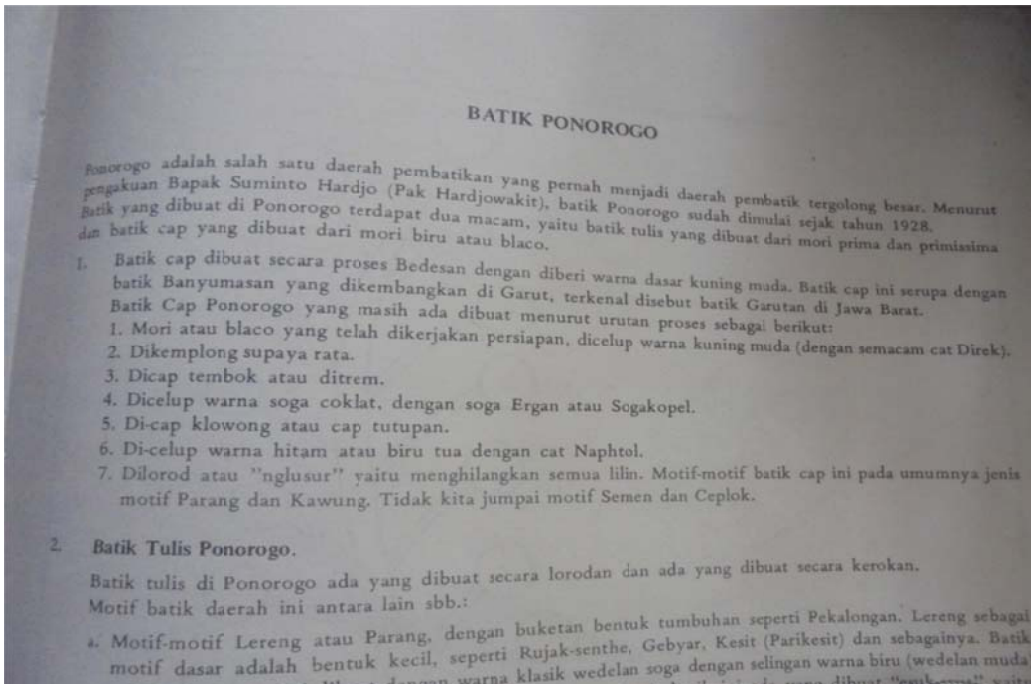 BATIK PONOROGO
Ponorogo adalah salah satu daerah pembatikan yang pernah menjadi daerah pembatik tergolong besar. Menurut
pengakuan Bapak Suminto Hardjo (Pak Hardjowakit), batik Ponorogo sudah dimulai sejak tahun 1928.
Batik yang dibuat di Ponorogo terdapat dua macam, yaitu batik tulis yang dibuat dari mori prima dan primissima
dan batik cap yang dibuat dari mori biru atau blaco.
1. Batik cap dibuat secara proses Bedesan dengan diberi warna dasar kuning muda. Batik cap ini serupa dengan
batik Banyumasan yang dikembangkan di Garut, terkenal disebut batik Garutan di Jawa Barat.
Batik Cap Ponorogo yang masih ada dibuat menurut urutan proses sebagai berikut:
1. Mori atau blaco yang telah dikerjakan persiapan, dicelup warna kuning muda (dengan semacam cat Direk).
2. Dikemplong supaya rata.
3. Dicap tembok atau ditrem.
4. Dicelup warna soga coklat, dengan soga Ergan atau Sogakopel.
5. Di-cap klowong atau cap tutupan.
6. Di-celup warna hitam atau biru tua dengan cat Naphtol.
7. Dilorod atau "nglusur" yaitu menghilangkan semua lilin. Motif-motif batik cap ini pada umumnya jenis
motif Parang dan Kawung. Tidak kita jumpai motif Semen dan Ceplok.
2. Batik Tulis Ponorogo.
Batik tulis di Ponorogo ada yang dibuat secara lorodan dan ada yang dibuat secara kerokan.
Motif batik daerah ini antara lain sbb.:
a. Motif-motif Lereng atau Parang, dengan buketan bentuk tumbuhan seperti Pekalongan. Lereng sebagai
motif dasar adalah bentuk kecil, seperti Rujak-senthe, Gebyar, Kesit (Parikesit) dan sebagainya. Batik
dengan warna klasik wedelan soga dengan selingan warna biru (wedelan muda